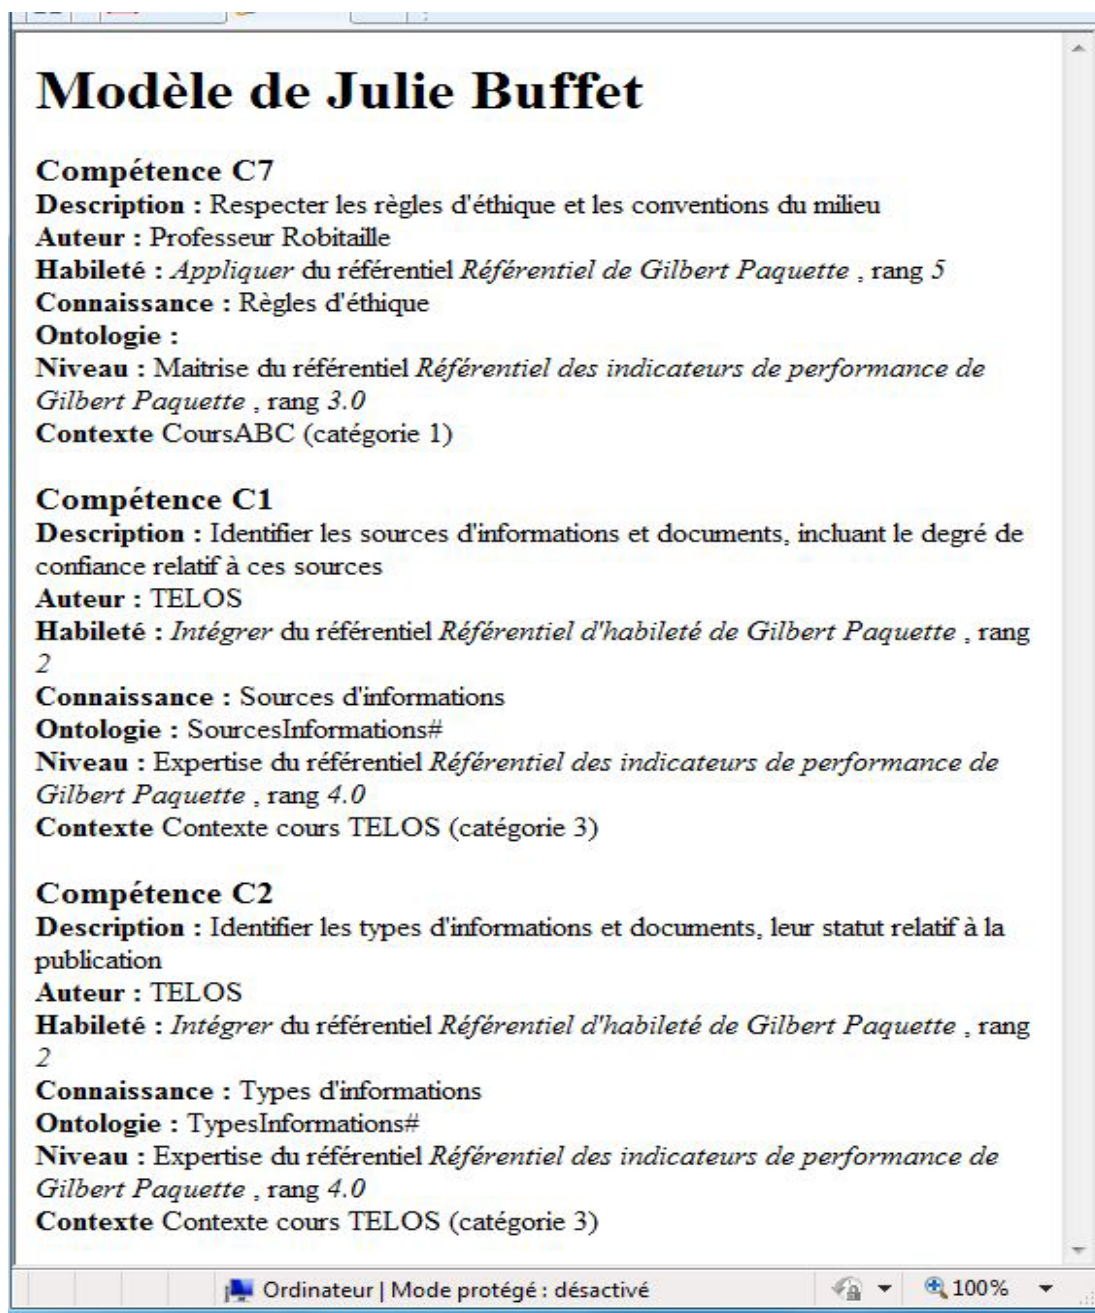 Modèle de Julie Buffet
Compétence C7
Description : Respecter les règles d'éthique et les conventions du milieu
Auteur : Professeur Robitaille
Habileté : Appliquer du référentiel Référentiel de Gilbert Paquette , rang 5
Connaissance : Règles d'éthique
Ontologie :
Niveau : Maitrise du référentiel Référentiel des indicateurs de performance de
Gilbert Paquette , rang 3.0
Contexte CoursABC (catégorie 1)
Compétence C1
Description : Identifier les sources d'informations et documents, incluant le degré de
confiance relatif à ces sources
Auteur : TELOS
Habileté : Intégrer du référentiel Référentiel d'habileté de Gilbert Paquette , rang
2
Connaissance : Sources d'informations
Ontologie : SourcesInformations#
Niveau : Expertise du référentiel Référentiel des indicateurs de performance de
Gilbert Paquette , rang 4.0
Contexte Contexte cours TELOS (catégorie 3)
Compétence C2
Description : Identifier les types d'informations et documents, leur statut relatif à la
publication
Auteur : TELOS
Habileté : Intégrer du référentiel Référentiel d'habileté de Gilbert Paquette , rang
2
Connaissance : Types d'informations
Ontologie : TypesInformations#
Niveau : Expertise du référentiel Référentiel des indicateurs de performance de
Gilbert Paquette , rang 4.0
Contexte Contexte cours TELOS (catégorie 3)
Ordinateur | Mode protégé : désactivé 100%